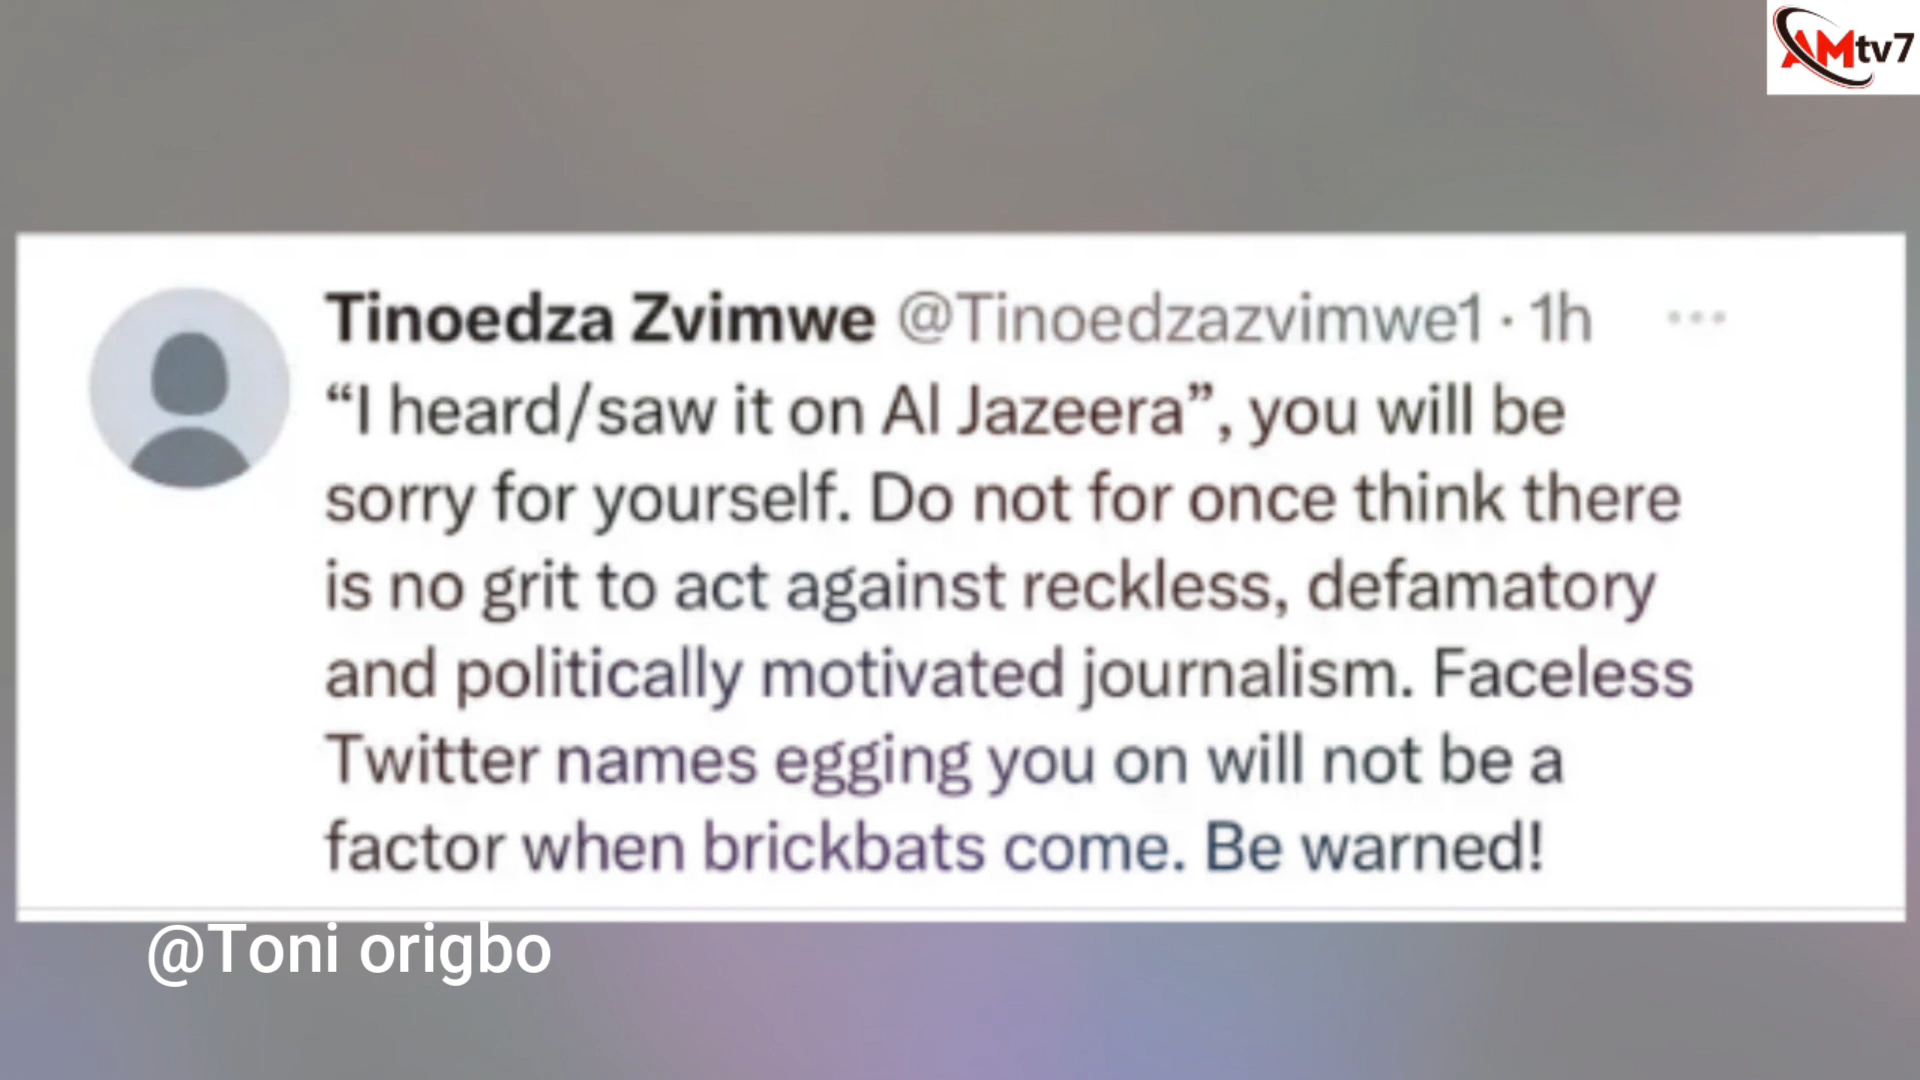 AMtv7
Tinoedza Zvimwe @Tinoedzazvimwe1 · 1h
“I heard/saw it on Al Jazeera”, you will be
sorry for yourself. Do not for once think there
is no grit to act against reckless, defamatory
and politically motivated journalism. Faceless
Twitter names egging you on will not be a
factor when brickbats come. Be warned!
@Toni origbo